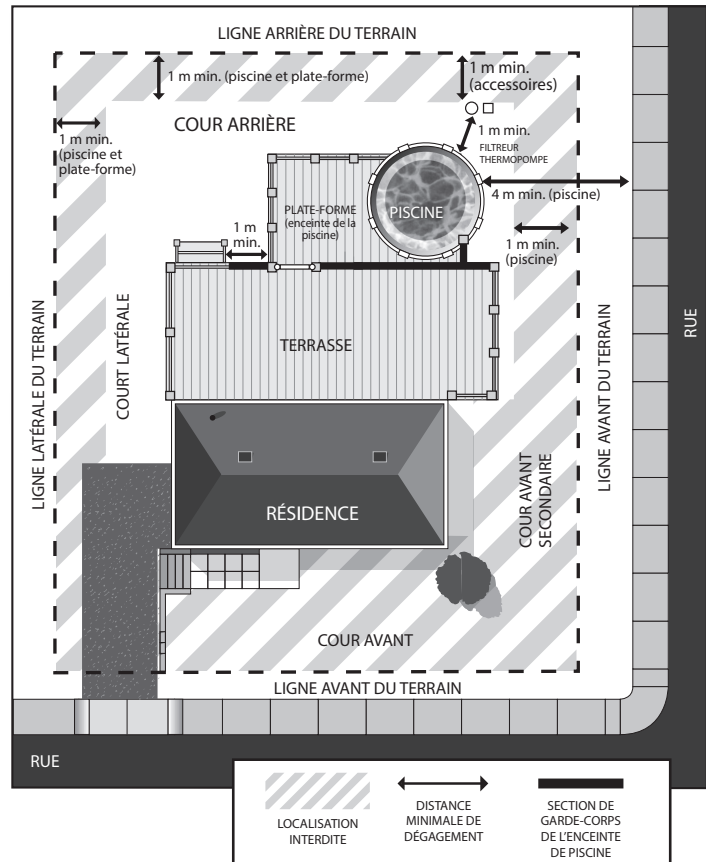 LIGNE ARRIÈRE DU TERRAIN
1 m min. (piscine et plate-forme)
1 m min.
(accessoires)
COUR ARRIÈRE
1 m min.
(piscine et
plate-forme)
1 m min.
FILTREUR
THERMOPOMPE
4 m min. (piscine)
PISCINE
PLATE-FORME
(enceinte de la
piscine)
1 m
min.
1 m min.
(piscine)
TERRASSE
COURT LATÉRALE
LIGNE LATÉRALE DU TERRAIN
RUE
LIGNE AVANT DU TERRAIN
COUR AVANT
SECONDAIRE
RÉSIDENCE
COUR AVANT
LIGNE AVANT DU TERRAIN
RUE
LOCALISATION
INTERDITE
DISTANCE
MINIMALE DE
DÉGAGEMENT
SECTION DE
GARDE-CORPS
DE L'ENCEINTE
DE PISCINE